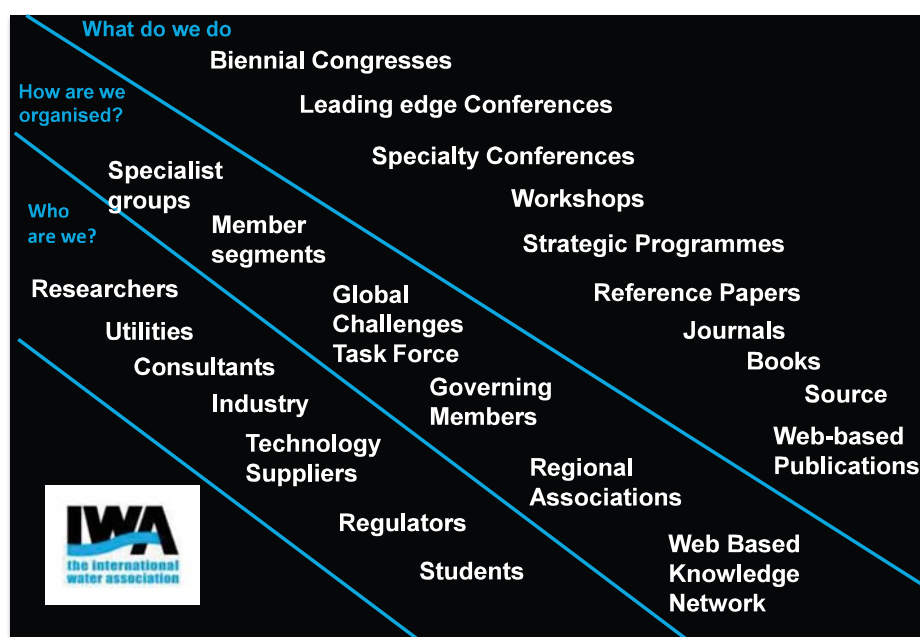 What do we do
Biennial Congresses
Leading edge Conferences
Specialty Conferences
Workshops
Strategic Programmes
Reference Papers
Journals
Books
Source
Web-based
Publications
How are we
organised?
Specialist
groups
Member
segments
Global
Challenges
Task Force
Governing
Members
Regional
Associations
Web Based
Knowledge
Network
Who
are we?
Researchers
Utilities
Consultants
Industry
Technology
Suppliers
Regulators
Students
IWA
the international
water association